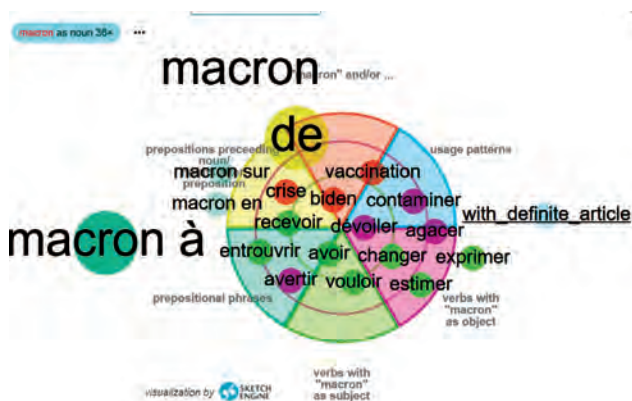 macron as noun 36×
macron
"macron" and/or ...
de
prepositions preceeding
noun/
preposition
usage patterns
macron sur
vaccination
crise
biden
contaminer
macron en
with_definite_article
recevoir
dévoiler
agacer
macron à
entrouvrir
avoir
changer
exprimer
avertir
vouloir
estimer
prepositional phrases
verbs with
"macron"
as object
verbs with
"macron"
as subject
visualization by SKETCH
ENGINE